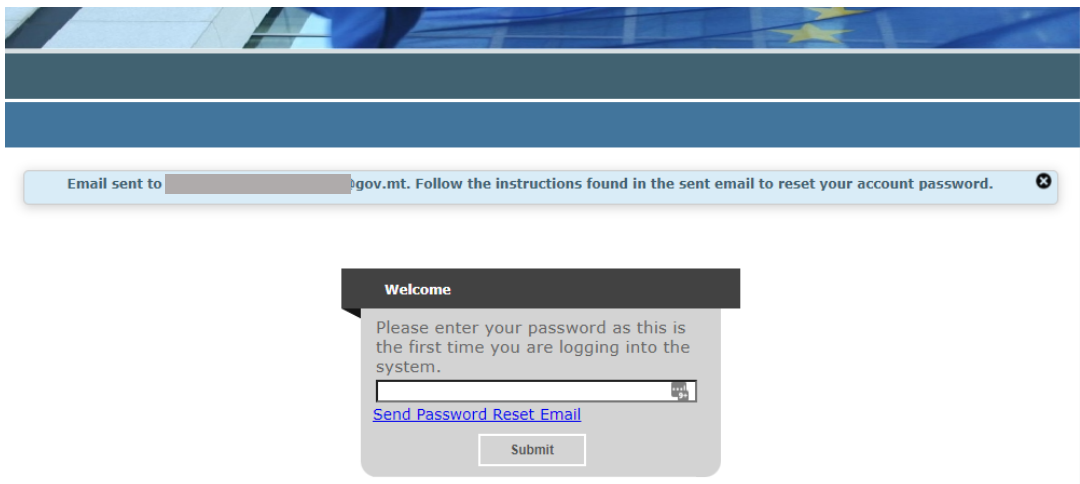 Email sent to @gov.mt. Follow the instructions found in the sent email to reset your account password.
Welcome
Please enter your password as this is
the first time you are logging into the
system.
Send Password Reset Email
Submit